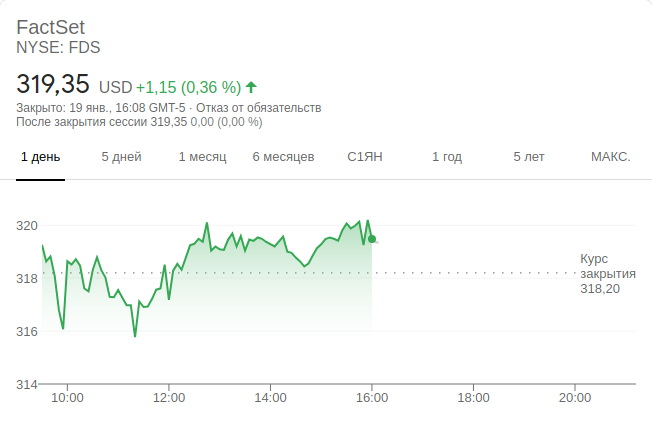 FactSet
NYSE: FDS
319,35 USD +1,15 (0,36 %)
Закрыто: 19 янв., 16:08 GMT-5 · Отказ от обязательств
После закрытия сессии 319,35 0,00 (0,00 %)
1 день 5 дней 1 месяц 6 месяцев С1ЯН 1 год 5 лет МАКС.
320
318
316
314
Курс
закрытия
318,20
10:00 12:00 14:00 16:00 18:00 20:00